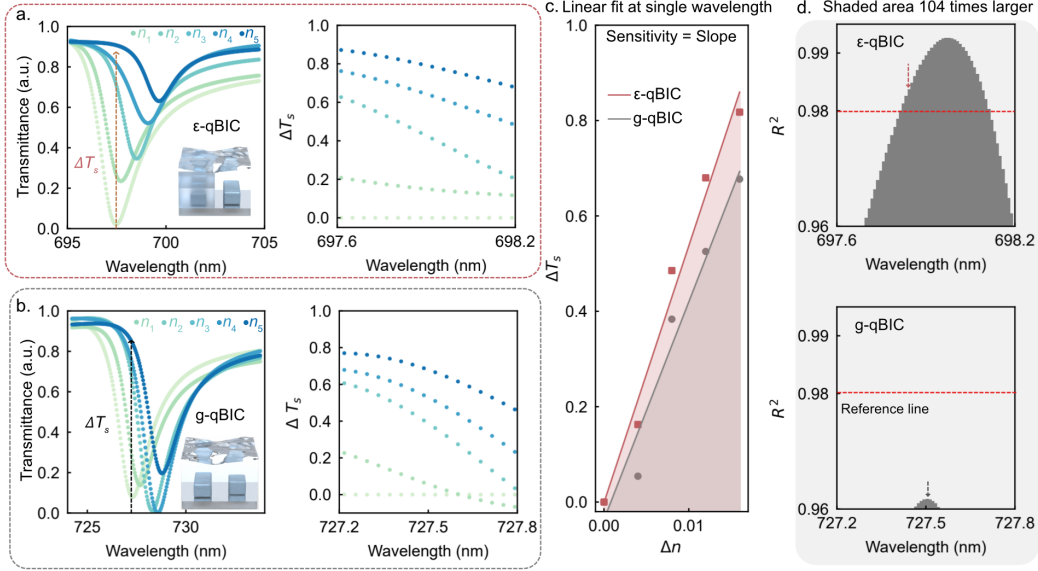 a.
n1 n2 n3 n4 n5
Transmittance (a.u.)
1.0
0.8
0.6
0.4
0.2
0.0
ΔTs
ε-qBIC
695
700
705
Wavelength (nm)
ΔTs
1.0
0.8
0.6
0.4
0.2
0.0
697.6
698.2
Wavelength (nm)
b.
n1 n2 n3 n4 n5
Transmittance (a.u.)
1.0
0.8
0.6
0.4
0.2
0.0
ΔTs
g-qBIC
725
730
Wavelength (nm)
Δ Ts
1.0
0.8
0.6
0.4
0.2
0.0
727.2
727.5
727.8
Wavelength (nm)
c. Linear fit at single wavelength
Sensitivity = Slope
ε-qBIC
g-qBIC
ΔTs
0.8
0.6
0.4
0.2
0.0
0.00
0.01
Δn
d. Shaded area 104 times larger
R2
0.99
0.98
0.96
ε-qBIC
697.6
698.2
Wavelength (nm)
g-qBIC
R2
0.99
0.98
0.96
Reference line
727.2
727.5
727.8
Wavelength (nm)